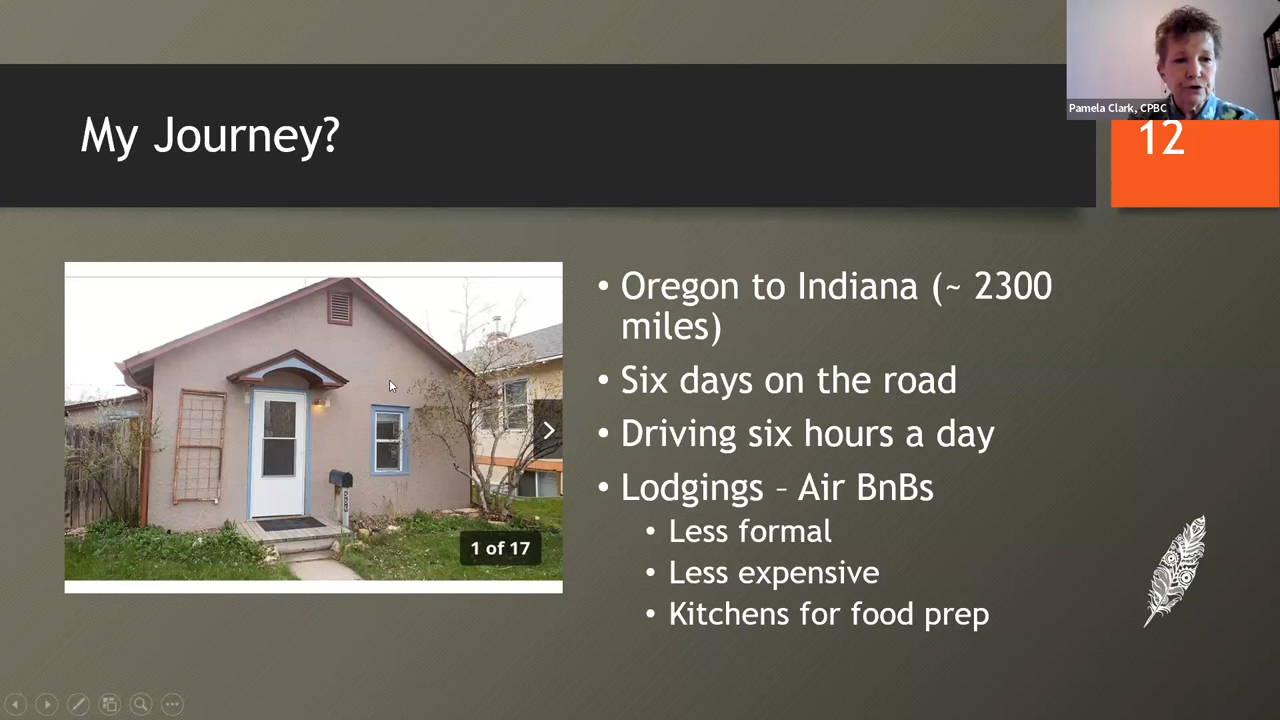 Pamela Clark, CPBC
My Journey?
12
• Oregon to Indiana (~ 2300
miles)
• Six days on the road
• Driving six hours a day
• Lodgings – Air BnBs
• Less formal
• Less expensive
• Kitchens for food prep
1 of 17